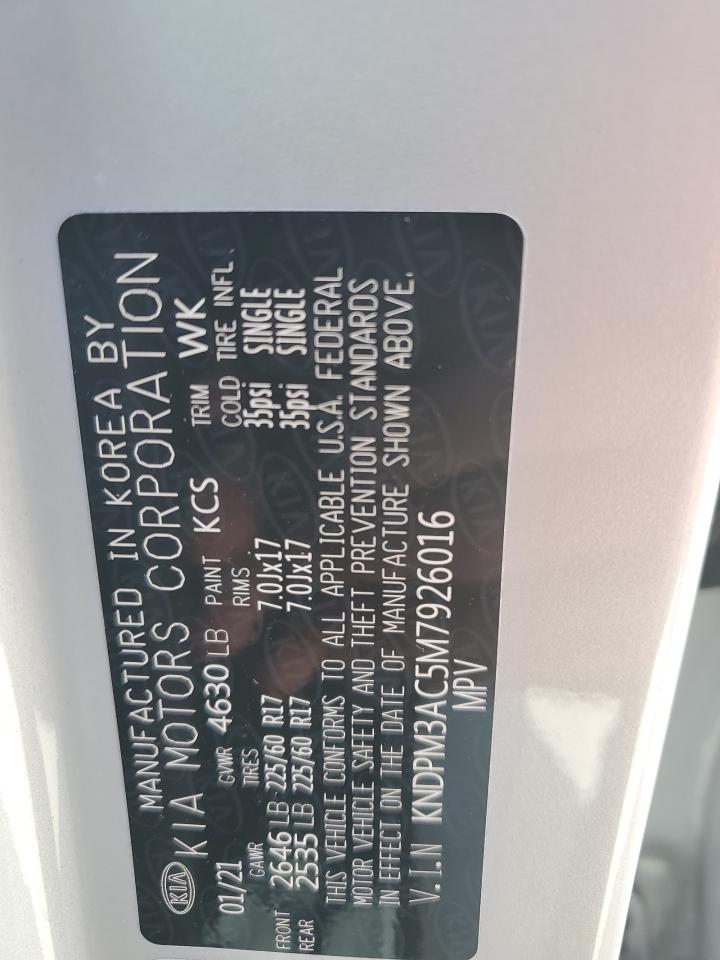 KIA MANUFACTURED IN KOREA BY
KIA MOTORS CORPORATION
01/21 GVWR 4630 LB PAINT KCS TRIM WK
GAWR TIRES RIMS COLD TIRE INFL.
FRONT 2646 LB 225/60 R17 7.0Jx17 35psi SINGLE
REAR 2535 LB 225/60 R17 7.0Jx17 35psi SINGLE
THIS VEHICLE CONFORMS TO ALL APPLICABLE U.S.A. FEDERAL
MOTOR VEHICLE SAFETY AND THEFT PREVENTION STANDARDS
IN EFFECT ON THE DATE OF MANUFACTURE SHOWN ABOVE.
V.I.N KNDPM3AC5M7926016
MPV